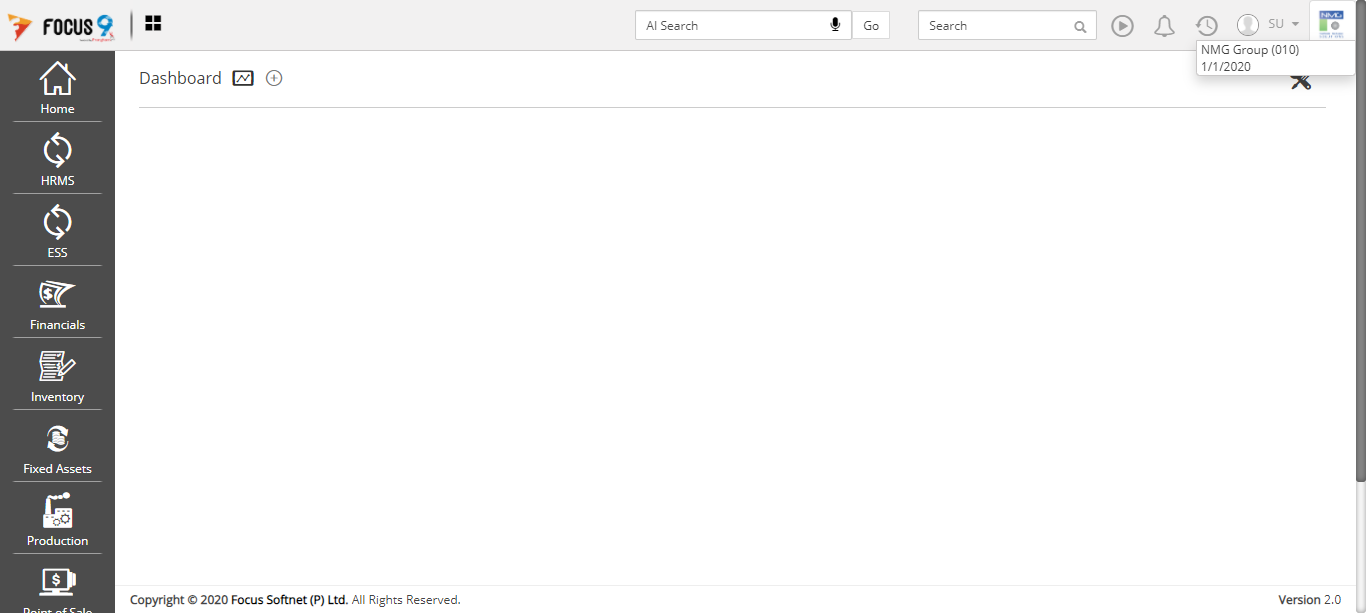 FOCUS 9
AI Search
Go
Search
SU
NMG
NMG Group (010)
1/1/2020
Dashboard
Home
HRMS
ESS
Financials
Inventory
Fixed Assets
Production
Point of Sale
Copyright © 2020 Focus Softnet (P) Ltd. All Rights Reserved.
Version 2.0